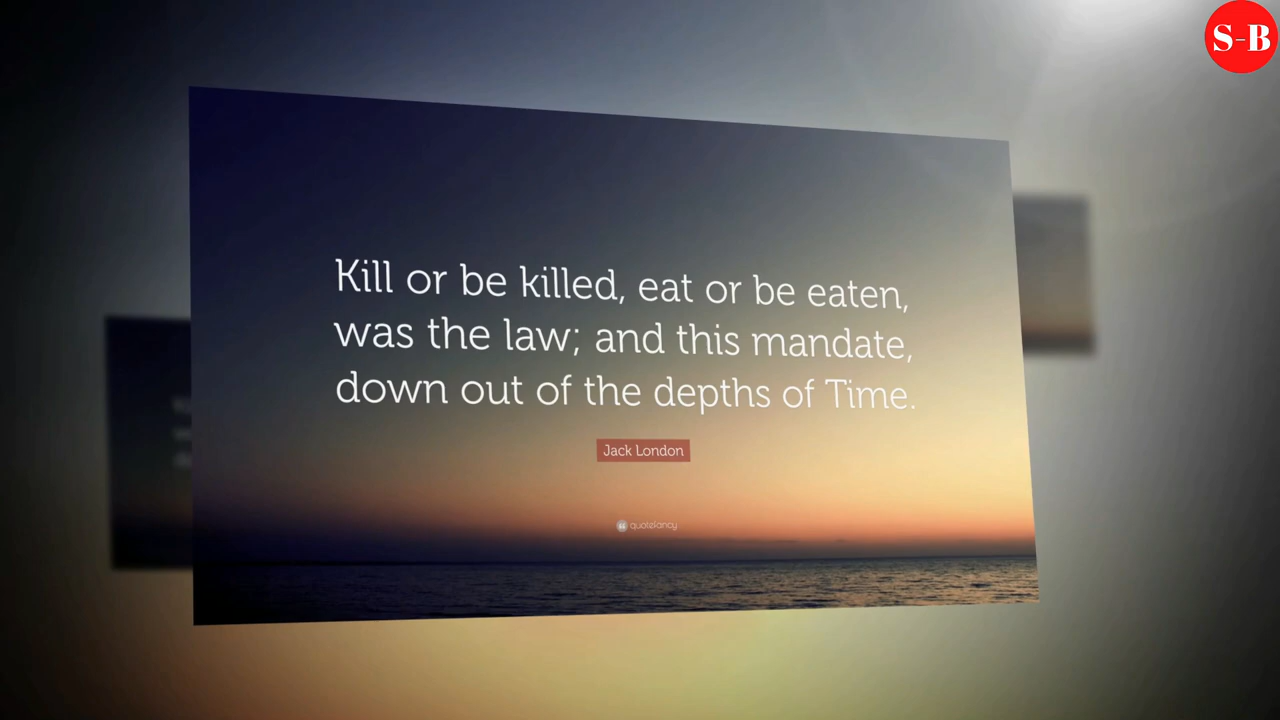 S-B
Kill or be killed, eat or be eaten,
was the law; and this mandate,
down out of the depths of Time.
Jack London
quotefancy